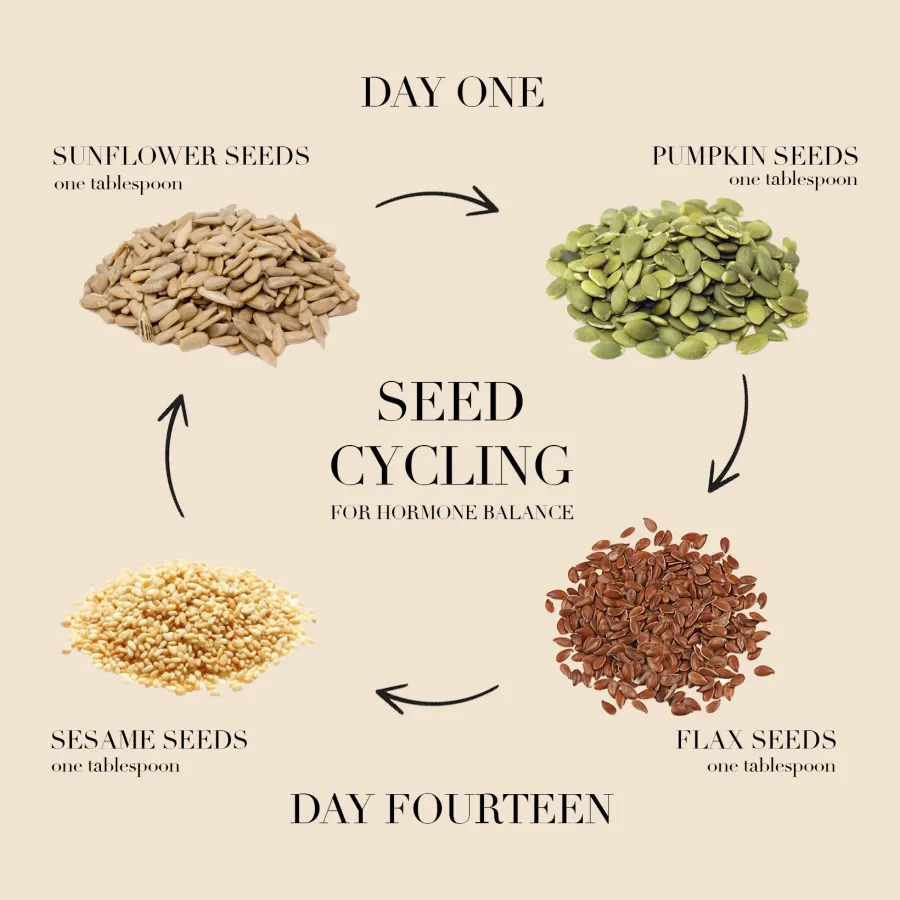 DAY ONE
SUNFLOWER SEEDS
one tablespoon
PUMPKIN SEEDS
one tablespoon
SEED
CYCLING
FOR HORMONE BALANCE
SESAME SEEDS
one tablespoon
FLAX SEEDS
one tablespoon
DAY FOURTEEN